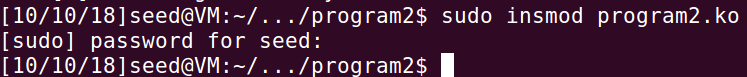 [10/10/18]seed@VM:~/.../program2$ sudo insmod program2.ko
[sudo] password for seed:
[10/10/18]seed@VM:~/.../program2$